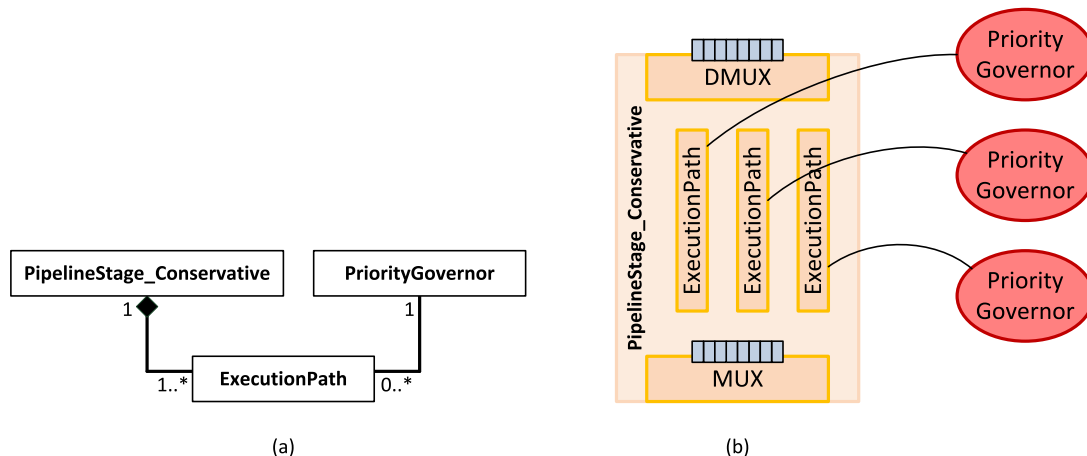 PipelineStage_Conservative
PriorityGovernor
1
1
1..*
ExecutionPath
0..*
(a)
DMUX
PipelineStage_Conservative
ExecutionPath
ExecutionPath
ExecutionPath
MUX
Priority
Governor
Priority
Governor
Priority
Governor
(b)